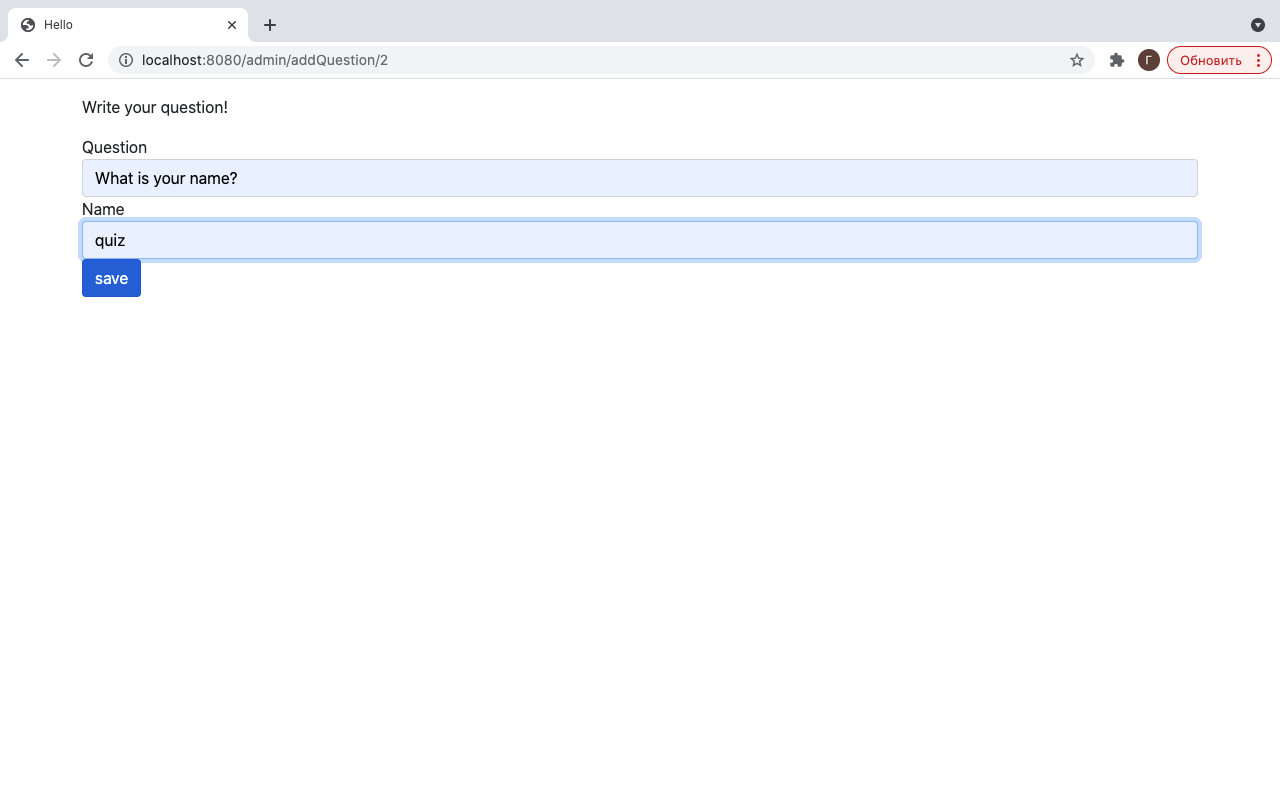 Hello
localhost:8080/admin/addQuestion/2
Г
Обновить
Write your question!
Question
What is your name?
Name
quiz
save